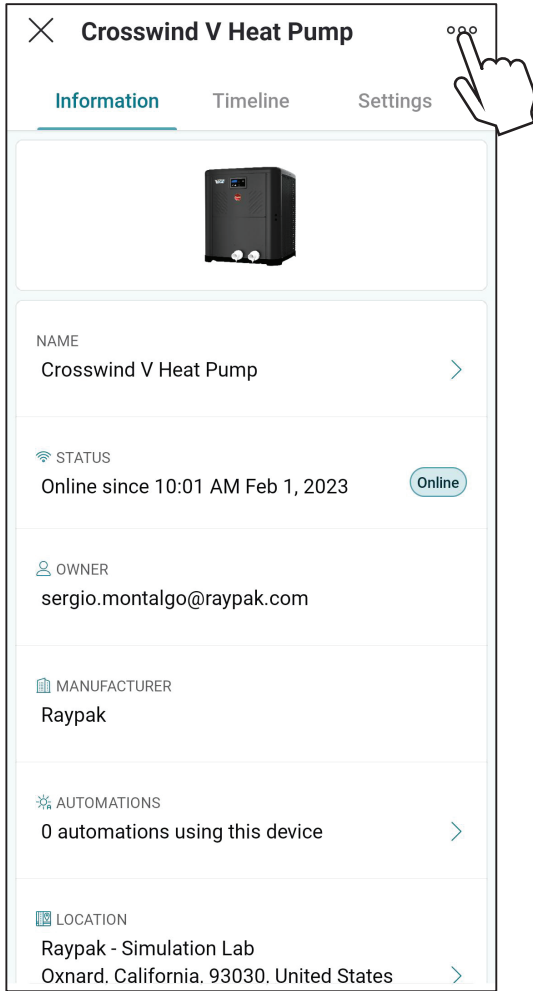 Crosswind V Heat Pump
Information Timeline Settings
NAME
Crosswind V Heat Pump
STATUS
Online since 10:01 AM Feb 1, 2023
Online
OWNER
sergio.montalgo@raypak.com
MANUFACTURER
Raypak
AUTOMATIONS
0 automations using this device
LOCATION
Raypak - Simulation Lab
Oxnard, California, 93030, United States